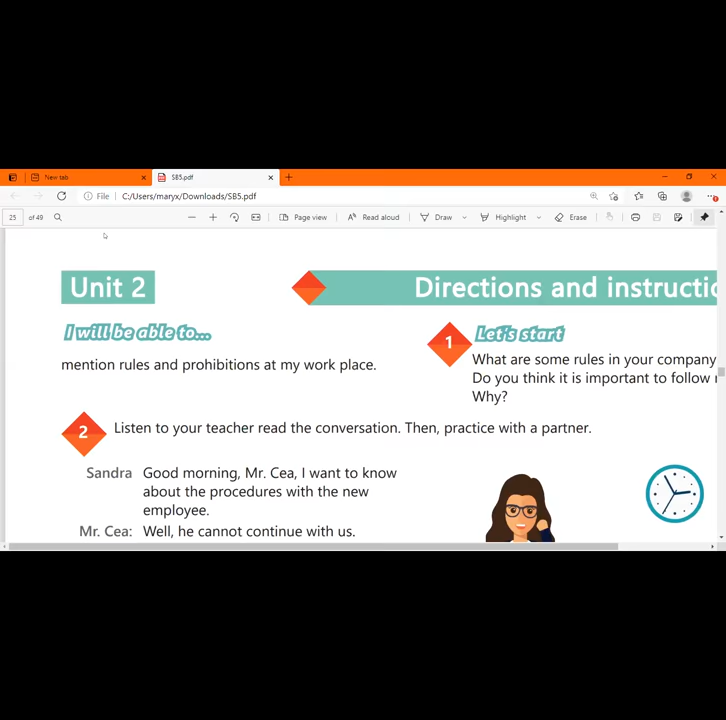 New tab
SB5.pdf
File C:/Users/maryx/Downloads/SB5.pdf
25 of 49 Page view Read aloud Draw Highlight Erase
Unit 2
Directions and instructio
I will be able to...
mention rules and prohibitions at my work place.
1 Let's start
What are some rules in your company
Do you think it is important to follow
Why?
2 Listen to your teacher read the conversation. Then, practice with a partner.
Sandra Good morning, Mr. Cea, I want to know
about the procedures with the new
employee.
Mr. Cea: Well, he cannot continue with us.